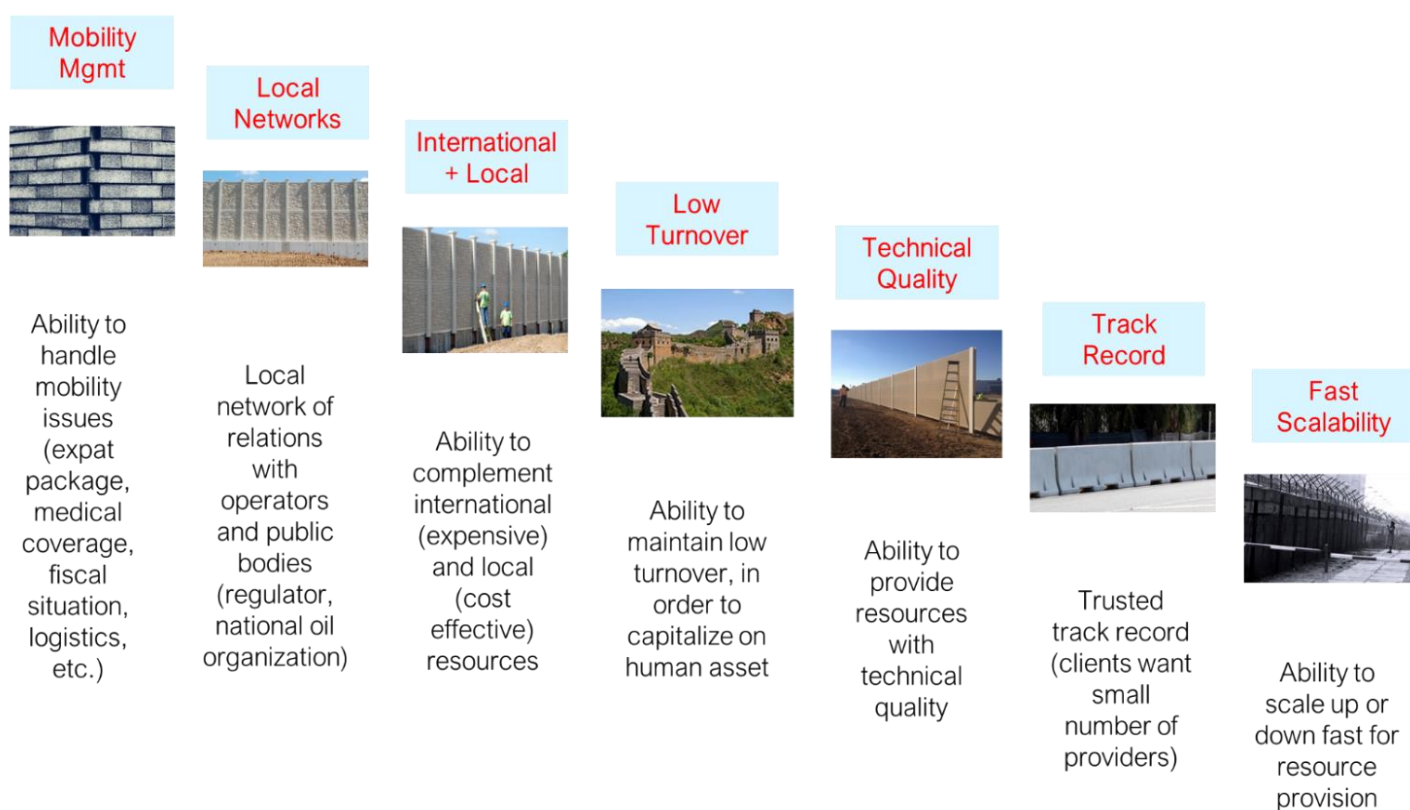 Mobility
Mgmt
Ability to
handle
mobility
issues
(expat
package,
medical
coverage,
fiscal
situation,
logistics,
etc.)
Local
Networks
Local
network of
relations
with
operators
and public
bodies
(regulator,
national oil
organization)
International
+ Local
Ability to
complement
international
(expensive)
and local
(cost
effective)
resources
Low
Turnover
Ability to
maintain low
turnover, in
order to
capitalize on
human asset
Technical
Quality
Ability to
provide
resources
with
technical
quality
Track
Record
Trusted
track record
(clients want
small
number of
providers)
Fast
Scalability
Ability to
scale up or
down fast for
resource
provision